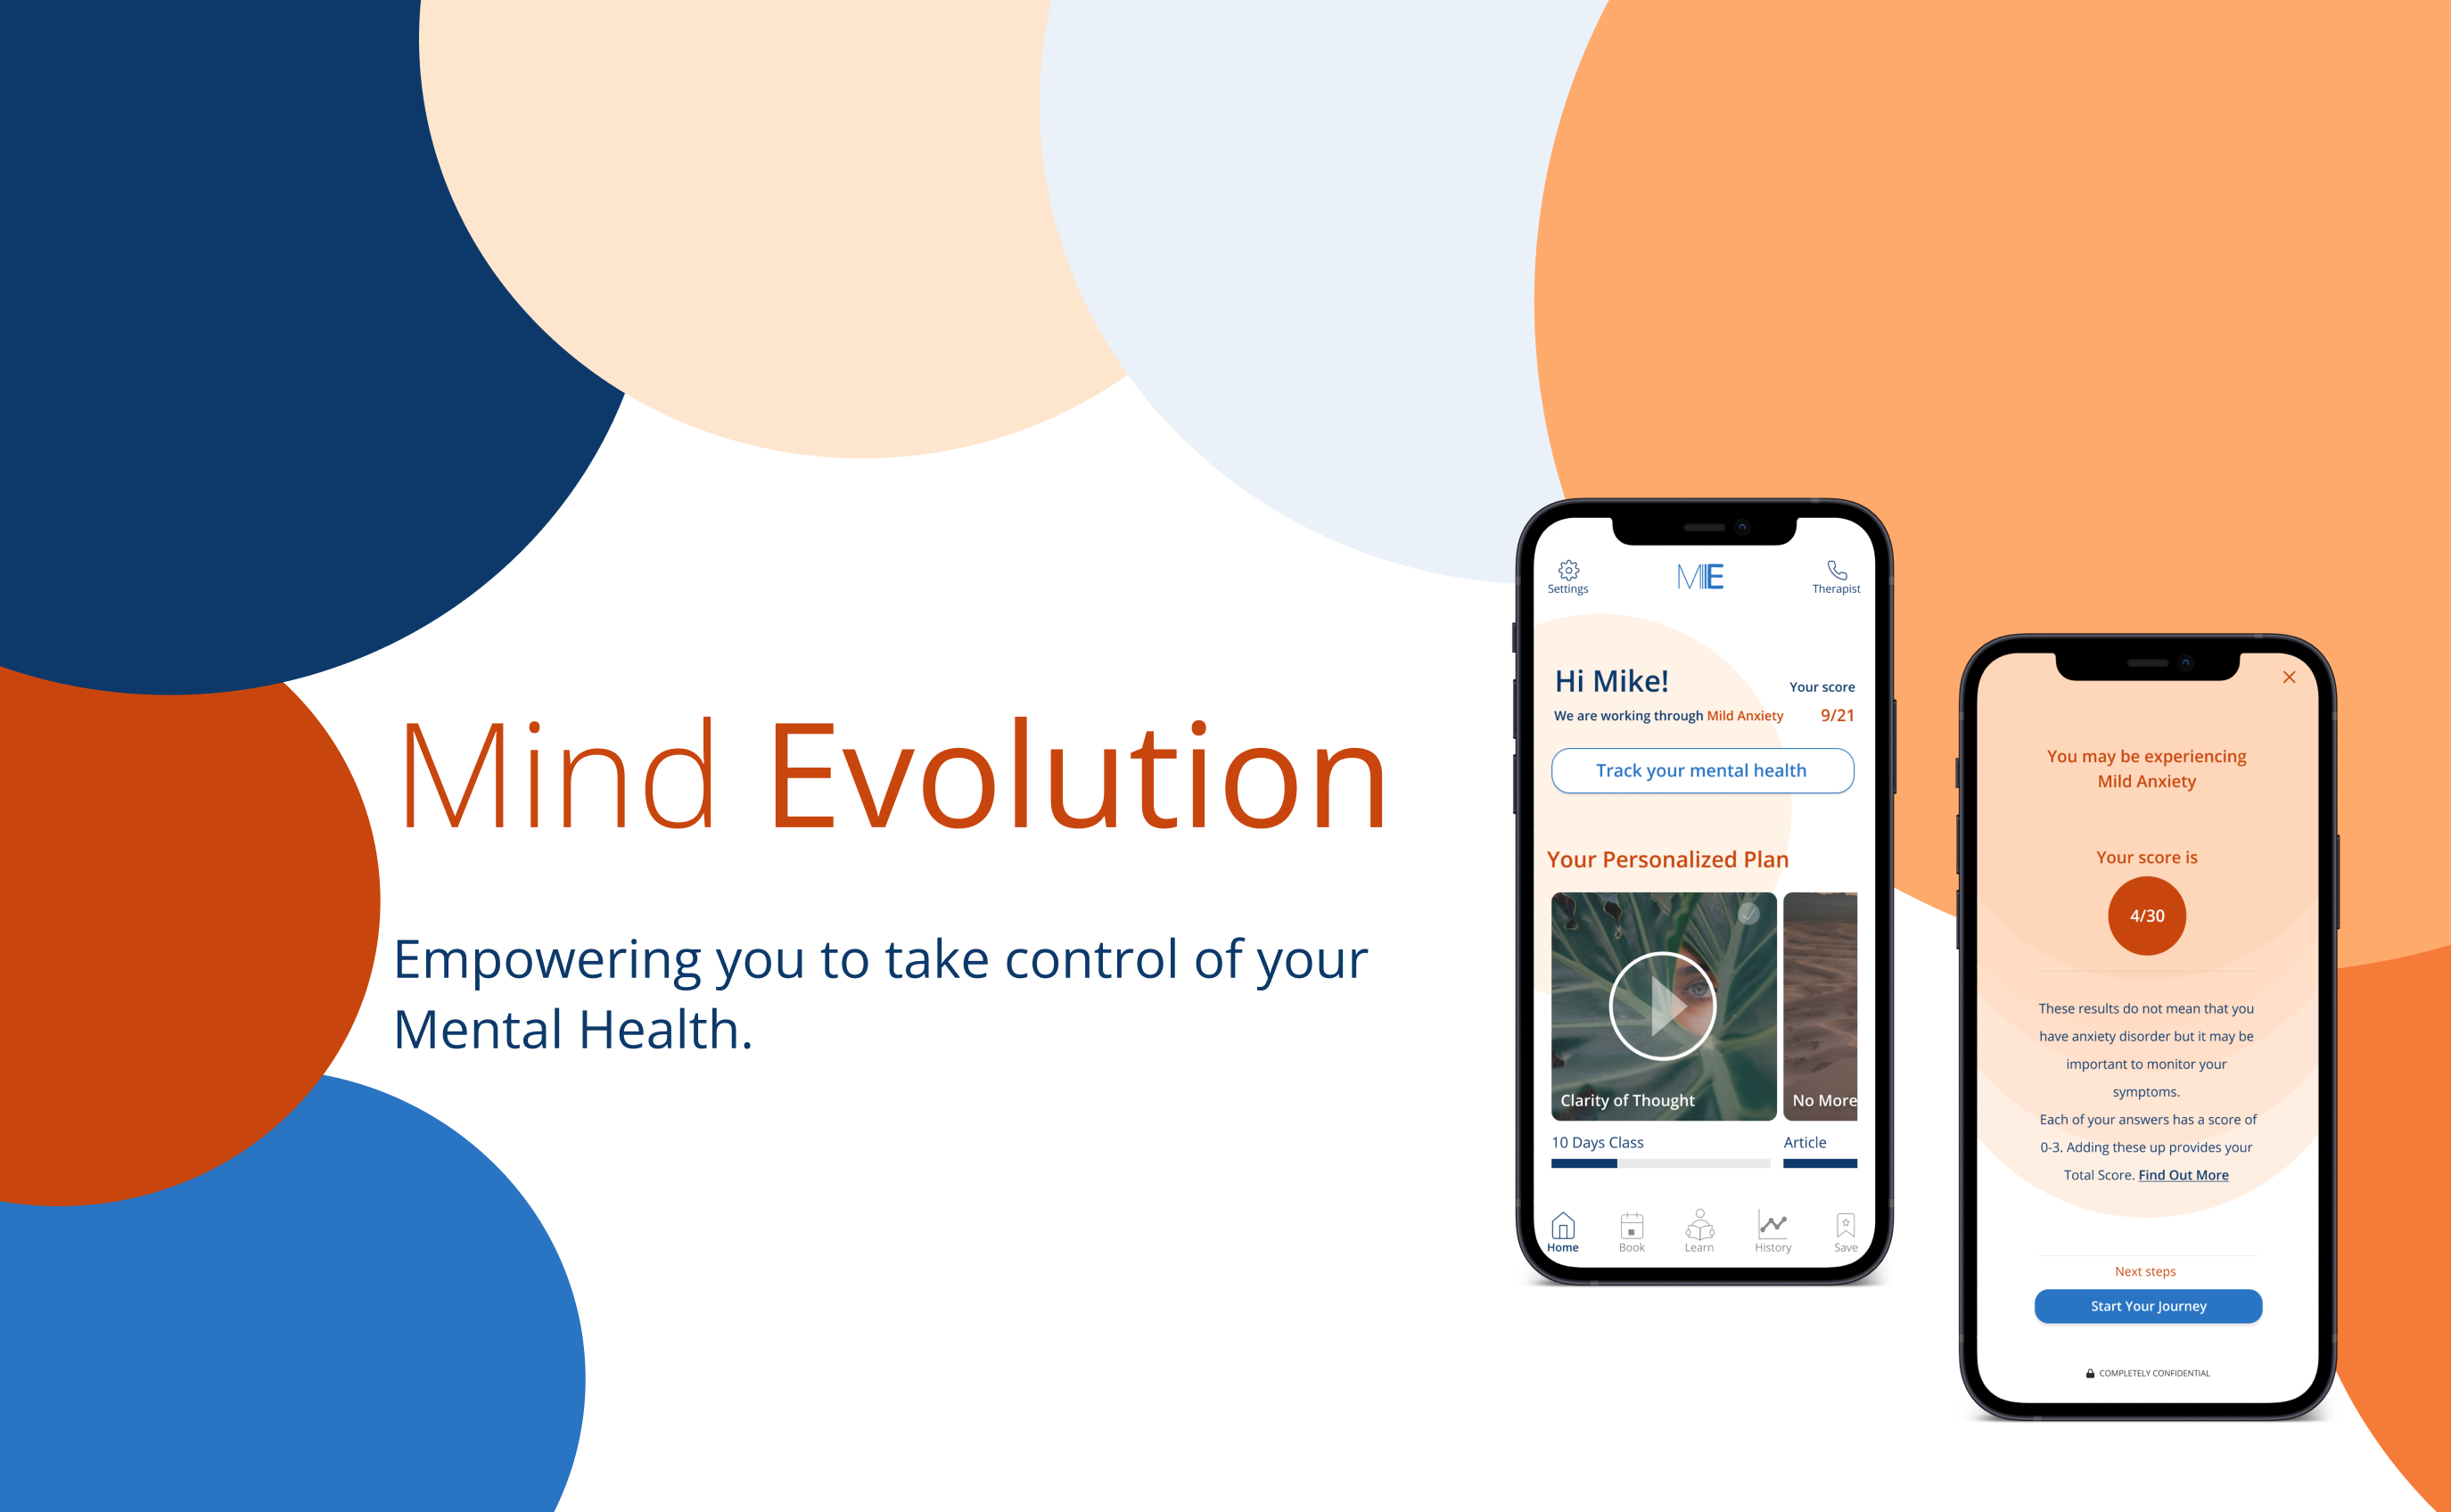 Mind Evolution
Empowering you to take control of your
Mental Health.
Settings
ME
Therapist
Hi Mike!
Your score
We are working through Mild Anxiety
9/21
Track your mental health
Your Personalized Plan
Clarity of Thought
No More
10 Days Class
Article
Home
Book
Learn
History
Save
You may be experiencing
Mild Anxiety
Your score is
4/30
These results do not mean that you
have anxiety disorder but it may be
important to monitor your
symptoms.
Each of your answers has a score of
0-3. Adding these up provides your
Total Score. Find Out More
Next steps
Start Your Journey
COMPLETELY CONFIDENTIAL